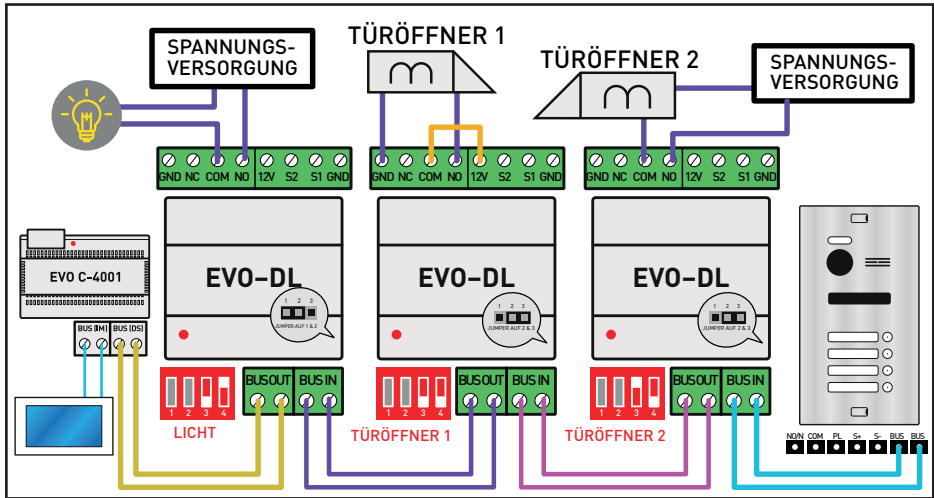 SPANNUNGS-
VERSORGUNG
TÜRÖFFNER 1
TÜRÖFFNER 2
SPANNUNGS-
VERSORGUNG
GND NC COM NO 12V S2 S1 GND
GND NC COM NO 12V S2 S1 GND
GND NC COM NO 12V S2 S1 GND
EVO C-4001
EVO-DL
EVO-DL
EVO-DL
1 2 3
JUMPER AUF 1 & 2
1 2 3
JUMPER AUF 2 & 3
1 2 3
JUMPER AUF 2 & 3
BUS (IM) BUS (DS)
1 2 3 4
LICHT
BUS OUT BUS IN
1 2 3 4
TÜRÖFFNER 1
BUS OUT BUS IN
1 2 3 4
TÜRÖFFNER 2
BUS OUT BUS IN
NO/N COM PL S+ S- BUS BUS